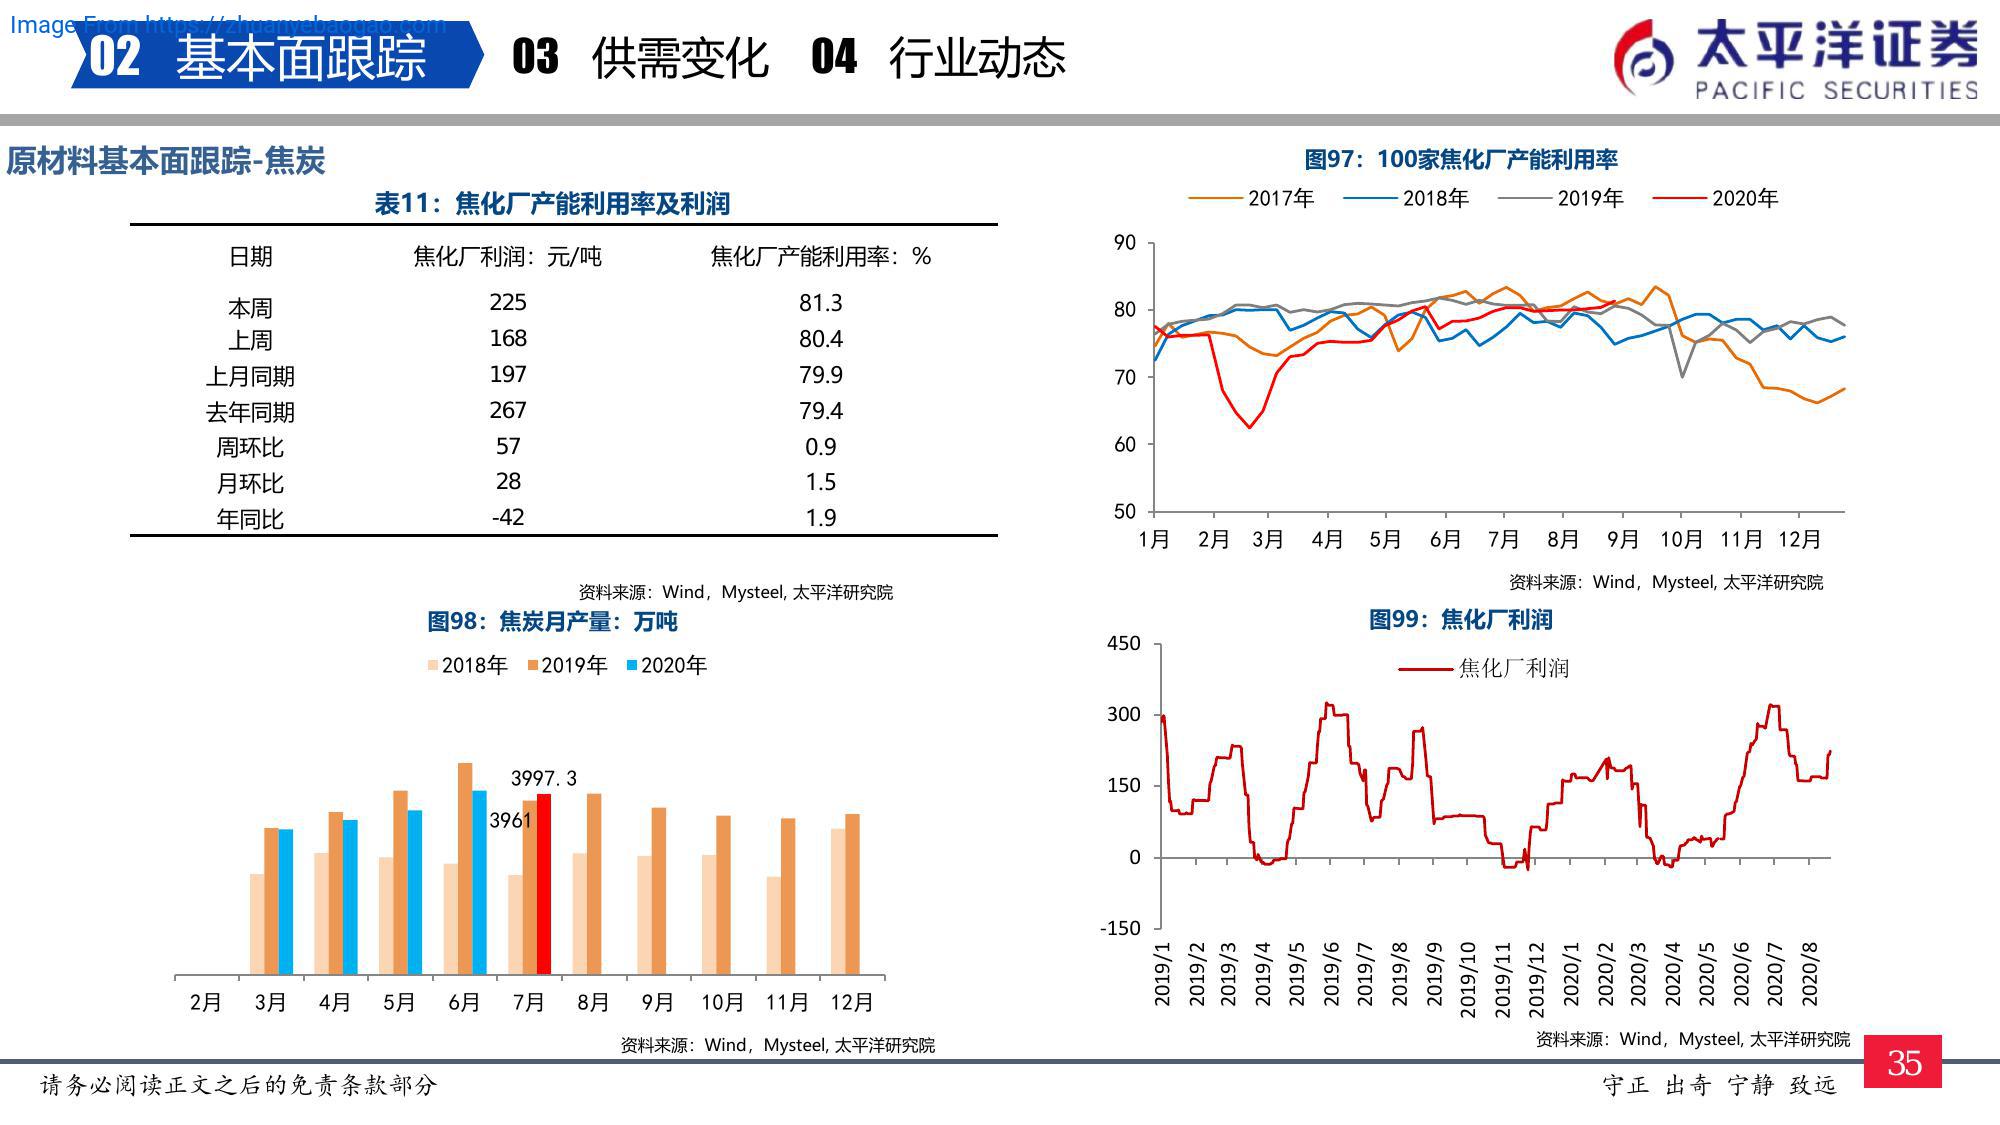 Image From https://zhuanyebaogao.com
02 基本面跟踪 03 供需变化 04 行业动态
太平洋证券
PACIFIC SECURITIES
原材料基本面跟踪-焦炭
表11：焦化厂产能利用率及利润
日期 焦化厂利润：元/吨 焦化厂产能利用率：%
本周 225 81.3
上周 168 80.4
上月同期 197 79.9
去年同期 267 79.4
周环比 57 0.9
月环比 28 1.5
年同比 -42 1.9
资料来源：Wind，Mysteel, 太平洋研究院
图97：100家焦化厂产能利用率
2017年 2018年 2019年 2020年
90
80
70
60
50
1月 2月 3月 4月 5月 6月 7月 8月 9月 10月 11月 12月
资料来源：Wind，Mysteel, 太平洋研究院
图98：焦炭月产量：万吨
2018年 2019年 2020年
3997.3
3961
2月 3月 4月 5月 6月 7月 8月 9月 10月 11月 12月
资料来源：Wind，Mysteel, 太平洋研究院
图99：焦化厂利润
焦化厂利润
450
300
150
0
-150
2019/1 2019/2 2019/3 2019/4 2019/5 2019/6 2019/7 2019/8 2019/9 2019/10 2019/11 2019/12 2020/1 2020/2 2020/3 2020/4 2020/5 2020/6 2020/7 2020/8
资料来源：Wind，Mysteel, 太平洋研究院
请务必阅读正文之后的免责条款部分
守正 出奇 宁静 致远
35